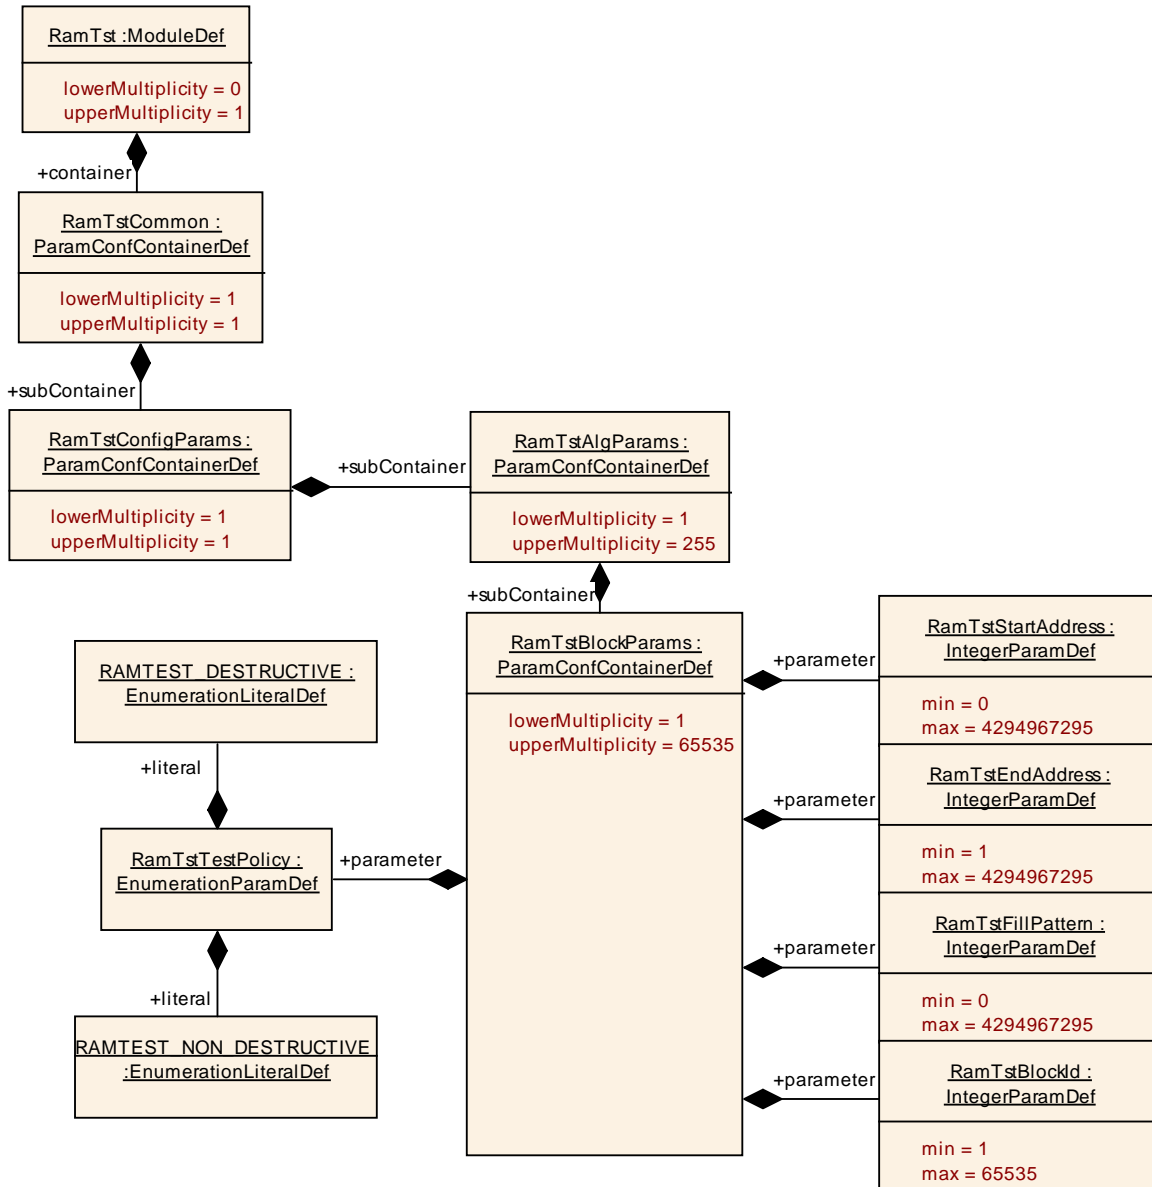 RamTst :ModuleDef
lowerMultiplicity = 0
upperMultiplicity = 1
+container
RamTstCommon :
ParamConfContainerDef
lowerMultiplicity = 1
upperMultiplicity = 1
+subContainer
RamTstConfigParams :
ParamConfContainerDef
lowerMultiplicity = 1
upperMultiplicity = 1
+subContainer
RamTstAlgParams :
ParamConfContainerDef
lowerMultiplicity = 1
upperMultiplicity = 255
+subContainer
RamTstBlockParams :
ParamConfContainerDef
lowerMultiplicity = 1
upperMultiplicity = 65535
RAMTEST_DESTRUCTIVE :
EnumerationLiteralDef
+literal
RamTstTestPolicy :
EnumerationParamDef
+parameter
+literal
RAMTEST_NON_DESTRUCTIVE
:EnumerationLiteralDef
+parameter
RamTstStartAddress :
IntegerParamDef
min = 0
max = 4294967295
+parameter
RamTstEndAddress :
IntegerParamDef
min = 1
max = 4294967295
+parameter
RamTstFillPattern :
IntegerParamDef
min = 0
max = 4294967295
+parameter
RamTstBlockId :
IntegerParamDef
min = 1
max = 65535